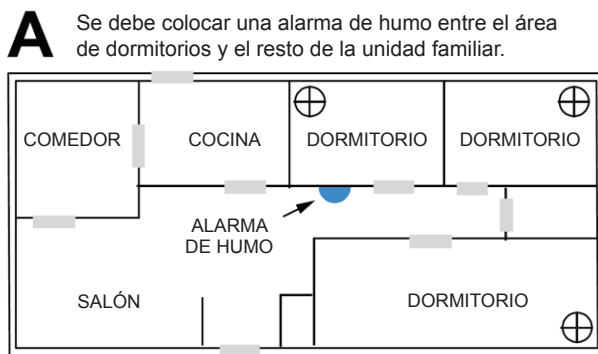 A
Se debe colocar una alarma de humo entre el área
de dormitorios y el resto de la unidad familiar.
COMEDOR
COCINA
DORMITORIO
DORMITORIO
ALARMA
DE HUMO
SALÓN
DORMITORIO